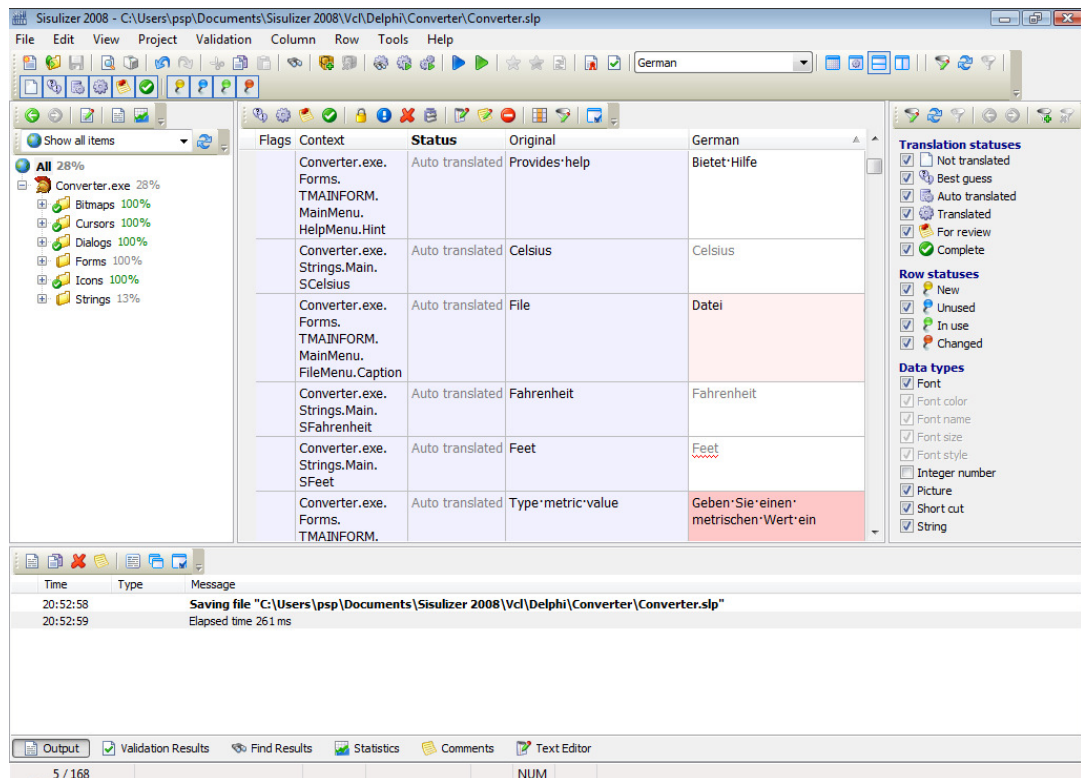 Sisulizer 2008 - C:\Users\psp\Documents\Sisulizer 2008\Vcl\Delphi\Converter\Converter.slp
File Edit View Project Validation Column Row Tools Help
German
Show all items
All 28%
Converter.exe 28%
Bitmaps 100%
Cursors 100%
Dialogs 100%
Forms 100%
Icons 100%
Strings 13%
Flags Context Status Original German
Converter.exe. Auto translated Provides·help Bietet·Hilfe
Forms.
TMAINFORM.
MainMenu.
HelpMenu.Hint
Converter.exe. Auto translated Celsius Celsius
Strings.Main.
SCelsius
Converter.exe. Auto translated File Datei
Forms.
TMAINFORM.
MainMenu.
FileMenu.Caption
Converter.exe. Auto translated Fahrenheit Fahrenheit
Strings.Main.
SFahrenheit
Converter.exe. Auto translated Feet Feet
Strings.Main.
SFeet
Converter.exe. Auto translated Type·metric·value Geben·Sie·einen·
Forms. metrischen·Wert·ein
TMAINFORM.
Translation statuses
Not translated
Best guess
Auto translated
Translated
For review
Complete
Row statuses
New
Unused
In use
Changed
Data types
Font
Font color
Font name
Font size
Font style
Integer number
Picture
Short cut
String
Time Type Message
20:52:58 Saving file "C:\Users\psp\Documents\Sisulizer 2008\Vcl\Delphi\Converter\Converter.slp"
20:52:59 Elapsed time 261 ms
Output Validation Results Find Results Statistics Comments Text Editor
5 / 168 NUM